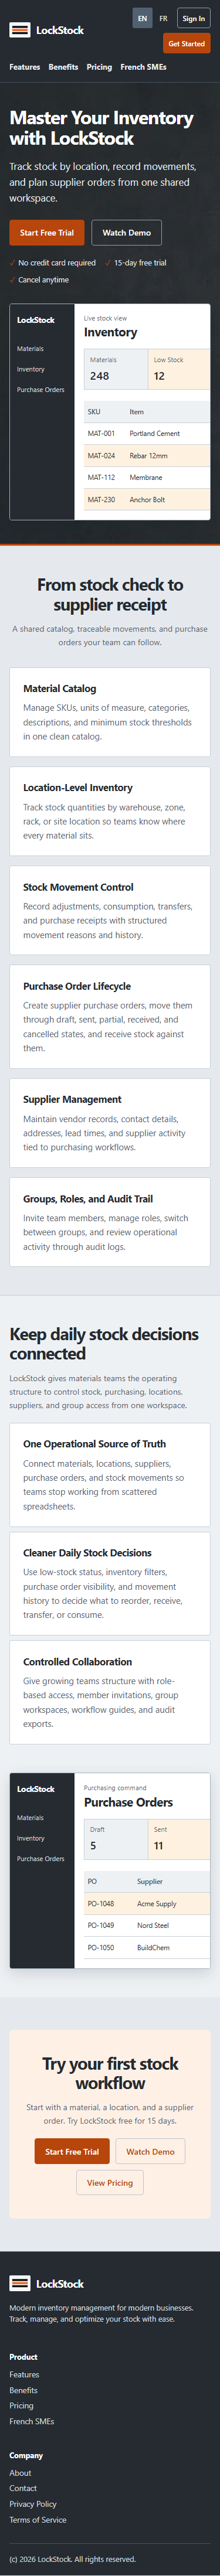 LockStock
EN
FR
Sign In
Get Started
Features
Benefits
Pricing
French SMEs
Master Your Inventory
with LockStock
Track stock by location, record movements,
and plan supplier orders from one shared
workspace.
Start Free Trial
Watch Demo
✓ No credit card required
✓ 15-day free trial
✓ Cancel anytime
LockStock
Materials
Inventory
Purchase Orders
Live stock view
Inventory
Materials
248
Low Stock
12
SKU Item
MAT-001 Portland Cement
MAT-024 Rebar 12mm
MAT-112 Membrane
MAT-230 Anchor Bolt
From stock check to
supplier receipt
A shared catalog, traceable movements, and purchase
orders your team can follow.
Material Catalog
Manage SKUs, units of measure, categories,
descriptions, and minimum stock thresholds
in one clean catalog.
Location-Level Inventory
Track stock quantities by warehouse, zone,
rack, or site location so teams know where
every material sits.
Stock Movement Control
Record adjustments, consumption, transfers,
and purchase receipts with structured
movement reasons and history.
Purchase Order Lifecycle
Create supplier purchase orders, move them
through draft, sent, partial, received, and
cancelled states, and receive stock against
them.
Supplier Management
Maintain vendor records, contact details,
addresses, lead times, and supplier activity
tied to purchasing workflows.
Groups, Roles, and Audit Trail
Invite team members, manage roles, switch
between groups, and review operational
activity through audit logs.
Keep daily stock decisions
connected
LockStock gives materials teams the operating
structure to control stock, purchasing, locations,
suppliers, and group access from one workspace.
One Operational Source of Truth
Connect materials, locations, suppliers,
purchase orders, and stock movements so
teams stop working from scattered
spreadsheets.
Cleaner Daily Stock Decisions
Use low-stock status, inventory filters,
purchase order visibility, and movement
history to decide what to reorder, receive,
transfer, or consume.
Controlled Collaboration
Give growing teams structure with role-
based access, member invitations, group
workspaces, workflow guides, and audit
exports.
LockStock
Materials
Inventory
Purchase Orders
Purchasing command
Purchase Orders
Draft
5
Sent
11
PO Supplier
PO-1048 Acme Supply
PO-1049 Nord Steel
PO-1050 BuildChem
Try your first stock
workflow
Start with a material, a location, and a supplier
order. Try LockStock free for 15 days.
Start Free Trial
Watch Demo
View Pricing
LockStock
Modern inventory management for modern businesses.
Track, manage, and optimize your stock with ease.
Product
Features
Benefits
Pricing
French SMEs
Company
About
Contact
Privacy Policy
Terms of Service
(c) 2026 LockStock. All rights reserved.